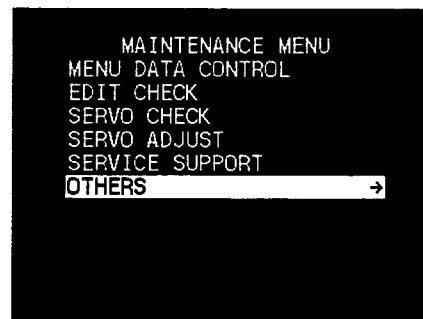 MAINTENANCE MENU
MENU DATA CONTROL
EDIT CHECK
SERVO CHECK
SERVO ADJUST
SERVICE SUPPORT
OTHERS →